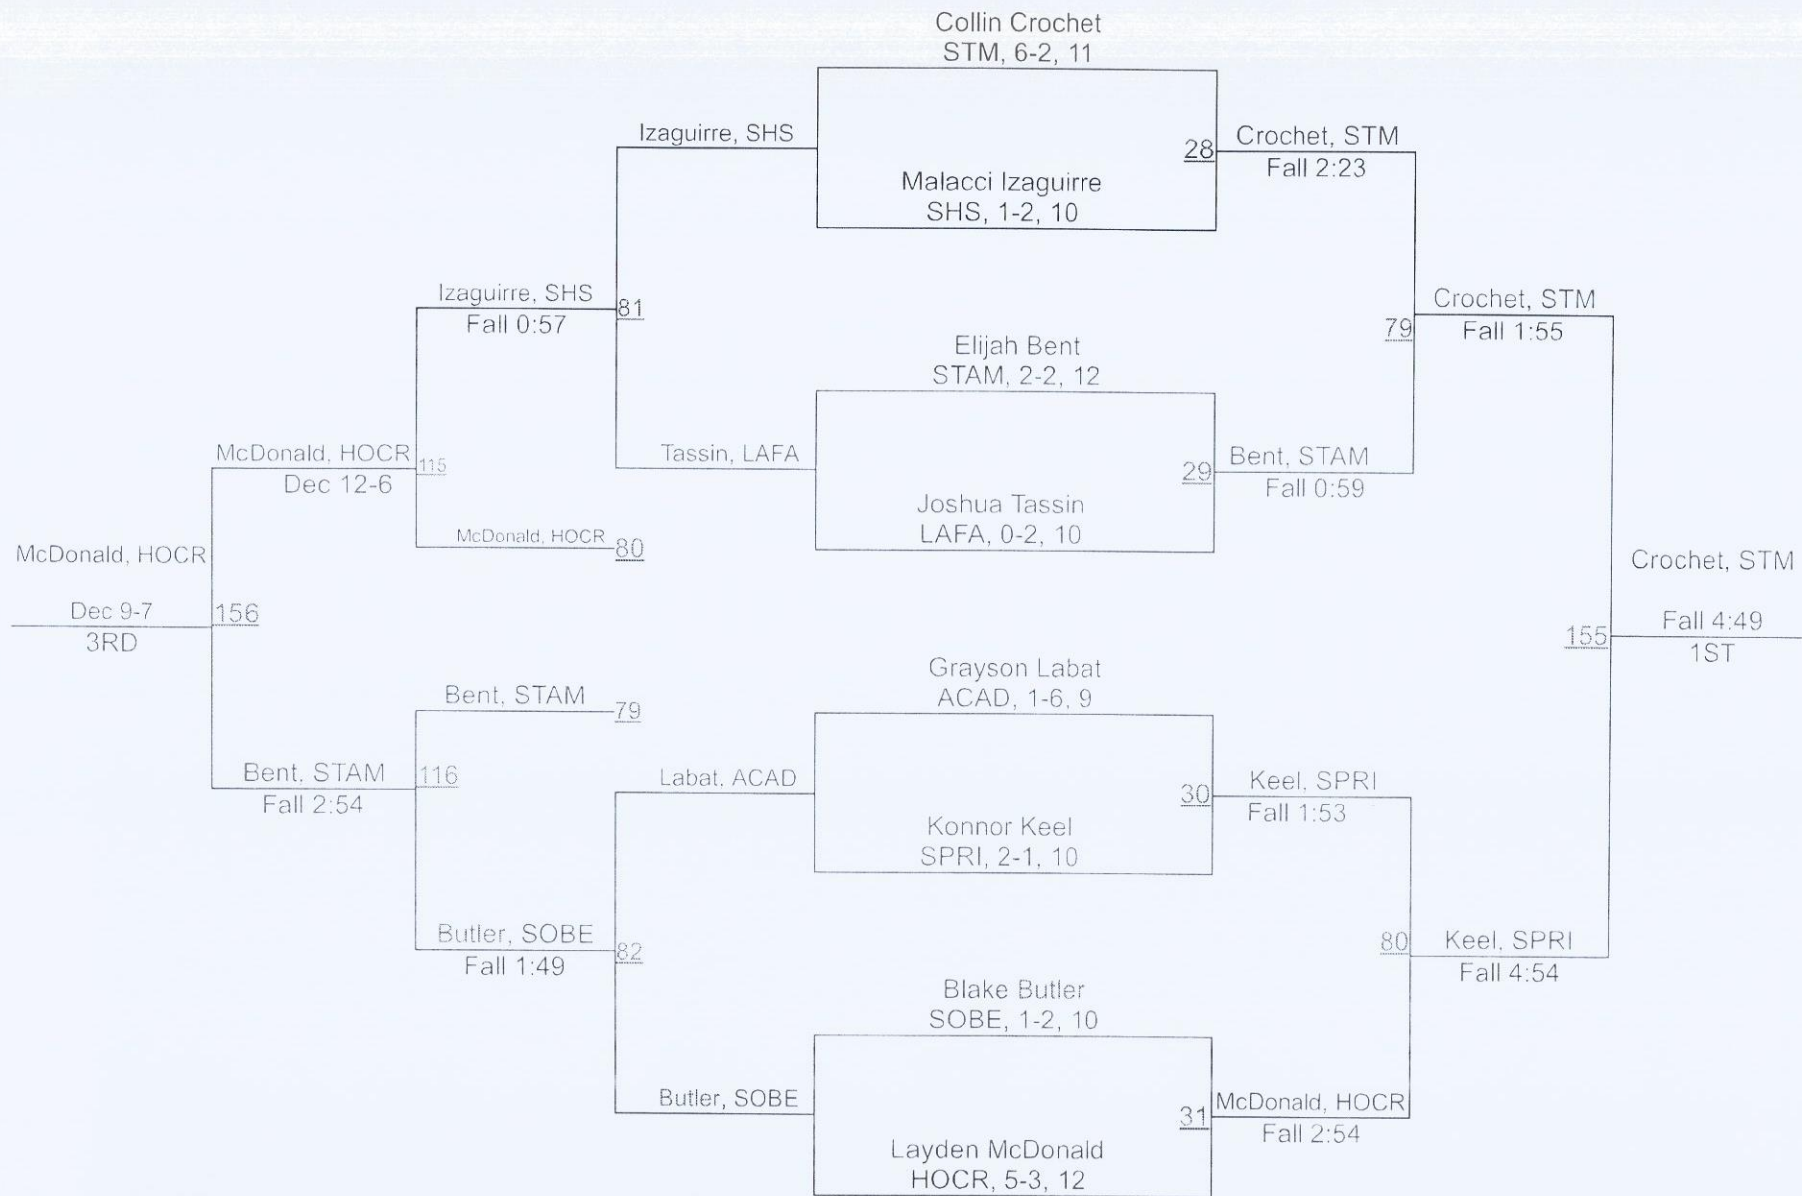 Collin Crochet
STM, 6-2, 11
Izaguirre, SHS
28
Crochet, STM
Fall 2:23
Malacci Izaguirre
SHS, 1-2, 10
Izaguirre, SHS
Fall 0:57
81
Crochet, STM
Fall 1:55
79
Elijah Bent
STAM, 2-2, 12
McDonald, HOCR
Dec 12-6
115
Tassin, LAFA
29
Bent, STAM
Fall 0:59
Joshua Tassin
LAFA, 0-2, 10
McDonald, HOCR
80
McDonald, HOCR
Dec 9-7
3RD
156
Crochet, STM
Fall 4:49
1ST
155
Grayson Labat
ACAD, 1-6, 9
Bent, STAM
79
Bent, STAM
Fall 2:54
116
Labat, ACAD
30
Keel, SPRI
Fall 1:53
Konnor Keel
SPRI, 2-1, 10
Butler, SOBE
Fall 1:49
82
80
Keel, SPRI
Fall 4:54
Blake Butler
SOBE, 1-2, 10
Butler, SOBE
31
McDonald, HOCR
Fall 2:54
Layden McDonald
HOCR, 5-3, 12